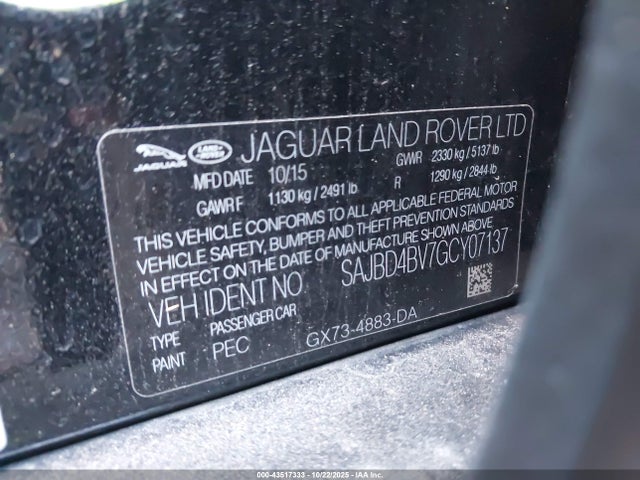 JAGUAR LAND ROVER LTD
JAGUAR
LAND ROVER
MFD DATE 10/15 GVWR 2330 kg / 5137 lb
GAWR F 1130 kg / 2491 lb R 1290 kg / 2844 lb
THIS VEHICLE CONFORMS TO ALL APPLICABLE FEDERAL MOTOR
VEHICLE SAFETY, BUMPER AND THEFT PREVENTION STANDARDS
IN EFFECT ON THE DATE OF MANUFACTURE SHOWN ABOVE
VEH IDENT NO SAJBD4BV7GCY07137
TYPE PASSENGER CAR
PAINT PEC GX73-4883-DA
000-43517333 - 10/22/2025 - IAA Inc.